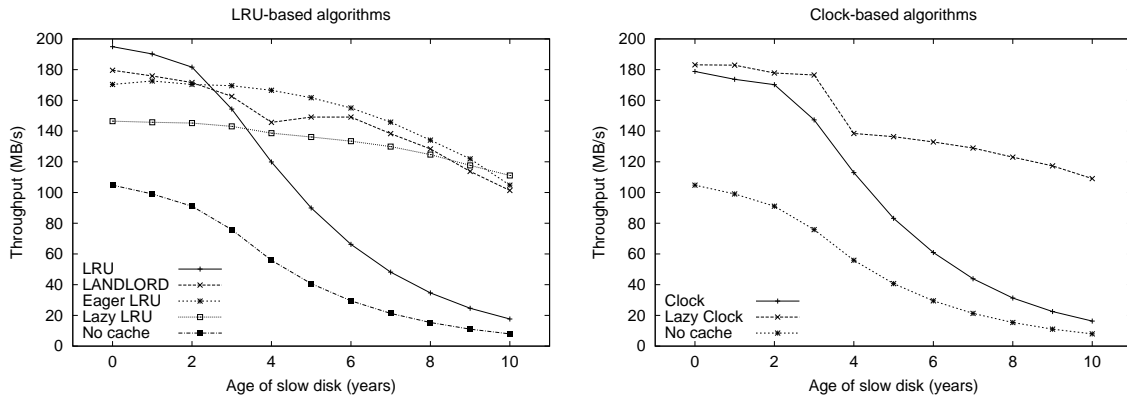 LRU-based algorithms
Throughput (MB/s)
200
180
160
140
120
100
80
60
40
20
0
LRU
LANDLORD
Eager LRU
Lazy LRU
No cache
0 2 4 6 8 10
Age of slow disk (years)
Clock-based algorithms
Throughput (MB/s)
200
180
160
140
120
100
80
60
40
20
0
Clock
Lazy Clock
No cache
0 2 4 6 8 10
Age of slow disk (years)